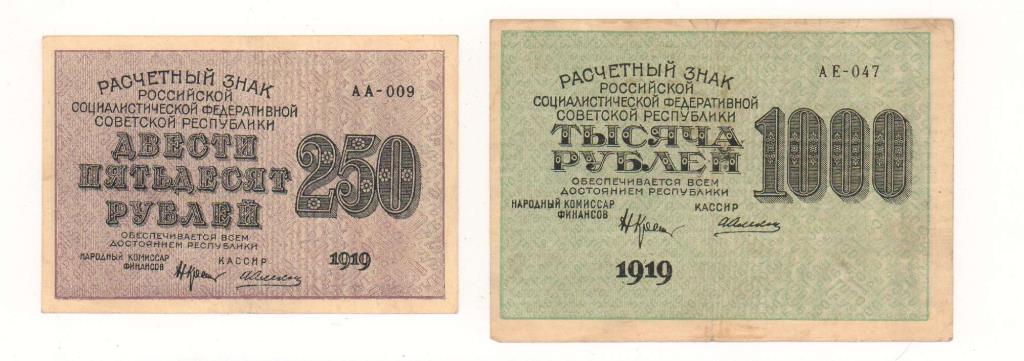 РАСЧЕТНЫЙ ЗНАК
РОССИЙСКОЙ
СОЦИАЛИСТИЧЕСКОЙ ФЕДЕРАТИВНОЙ
СОВЕТСКОЙ РЕСПУБЛИКИ
АА-009
ДВЕСТИ
ПЯТЬДЕСЯТ
РУБЛЕЙ
250
ОБЕСПЕЧИВАЕТСЯ ВСЕМ
ДОСТОЯНИЕМ РЕСПУБЛИКИ
НАРОДНЫЙ КОМИССАР
ФИНАНСОВ
КАССИР
1919
РАСЧЕТНЫЙ ЗНАК
РОССИЙСКОЙ
СОЦИАЛИСТИЧЕСКОЙ ФЕДЕРАТИВНОЙ
СОВЕТСКОЙ РЕСПУБЛИКИ
АЕ-047
ТЫСЯЧА
РУБЛЕЙ
1000
ОБЕСПЕЧИВАЕТСЯ ВСЕМ
ДОСТОЯНИЕМ РЕСПУБЛИКИ
НАРОДНЫЙ КОМИССАР
ФИНАНСОВ
КАССИР
1919